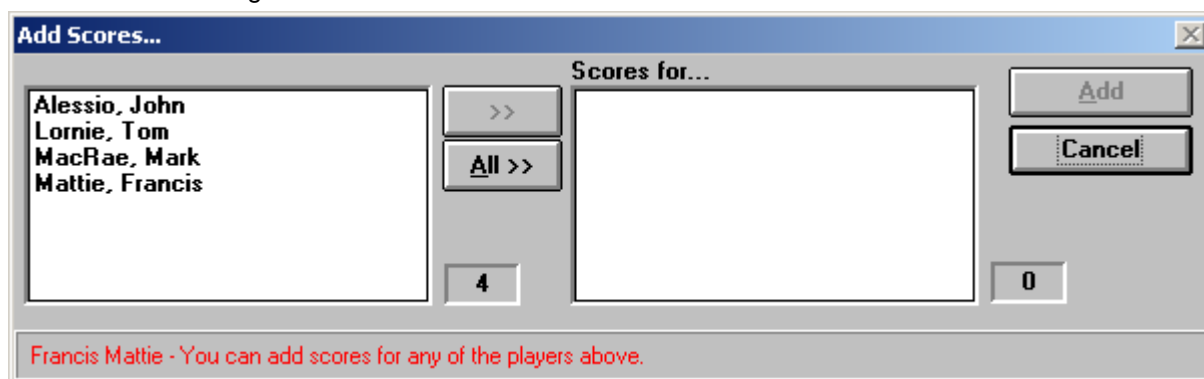 Add Scores...
Scores for...
Alessio, John
Lornie, Tom
MacRae, Mark
Mattie, Francis
>>
All >>
4
0
Add
Cancel
Francis Mattie - You can add scores for any of the players above.